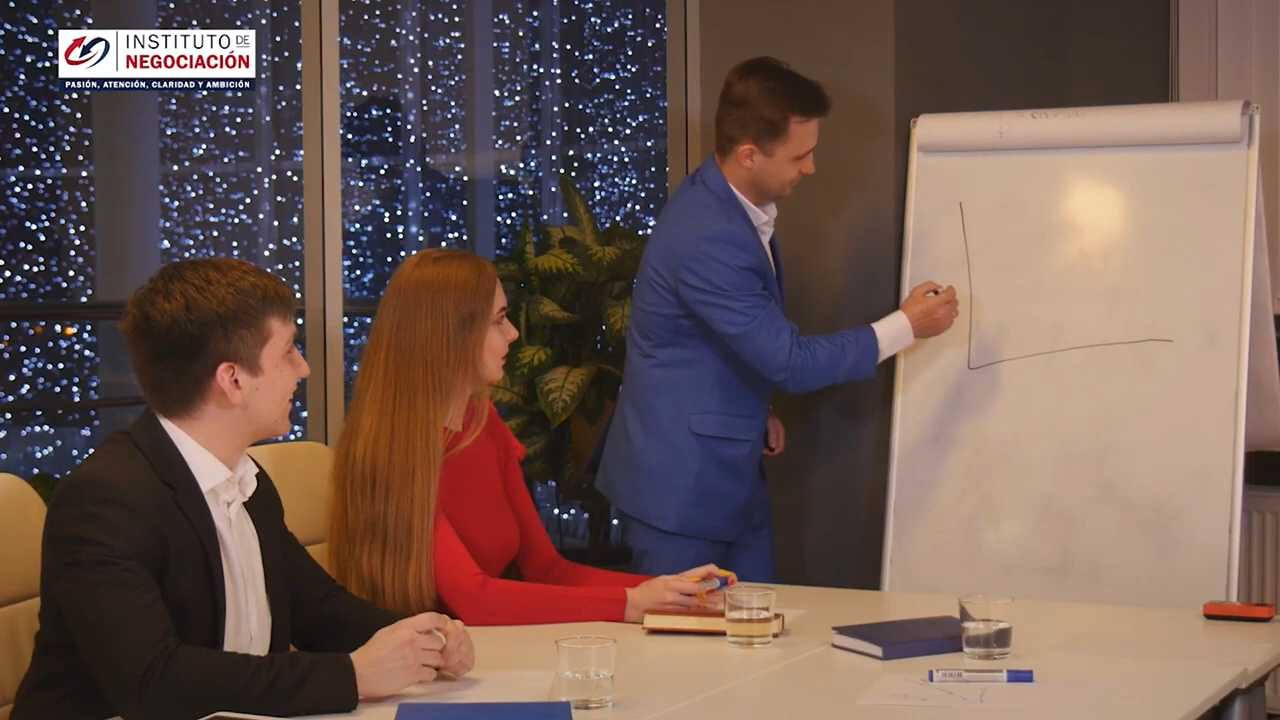 INSTITUTO DE
NEGOCIACIÓN
PASIÓN, ATENCIÓN, CLARIDAD Y AMBICIÓN